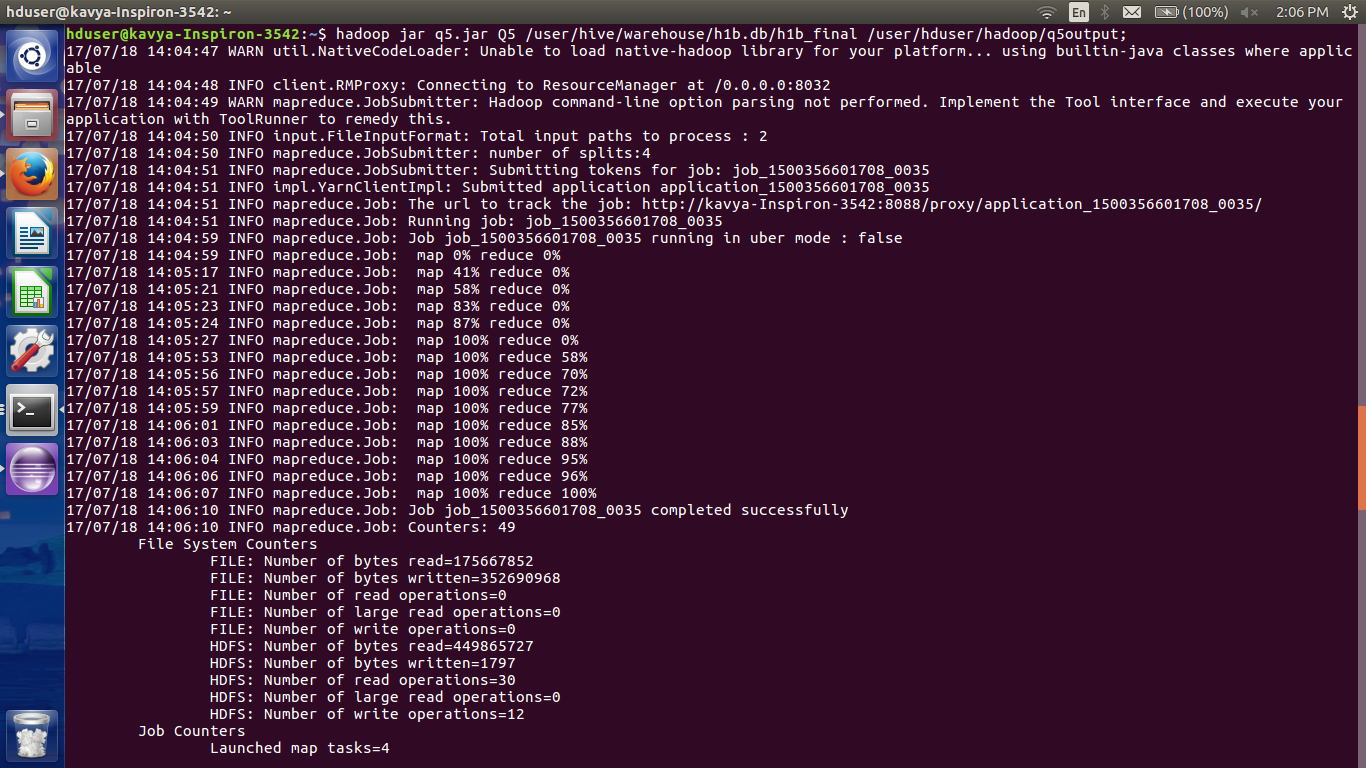 hduser@kavya-Inspiron-3542: ~
En
(100%)
2:06 PM
hduser@kavya-Inspiron-3542:~$ hadoop jar q5.jar Q5 /user/hive/warehouse/h1b.db/h1b_final /user/hduser/hadoop/q5output;
17/07/18 14:04:47 WARN util.NativeCodeLoader: Unable to load native-hadoop library for your platform... using builtin-java classes where applic
able
17/07/18 14:04:48 INFO client.RMProxy: Connecting to ResourceManager at /0.0.0.0:8032
17/07/18 14:04:49 WARN mapreduce.JobSubmitter: Hadoop command-line option parsing not performed. Implement the Tool interface and execute your
application with ToolRunner to remedy this.
17/07/18 14:04:50 INFO input.FileInputFormat: Total input paths to process : 2
17/07/18 14:04:50 INFO mapreduce.JobSubmitter: number of splits:4
17/07/18 14:04:51 INFO mapreduce.JobSubmitter: Submitting tokens for job: job_1500356601708_0035
17/07/18 14:04:51 INFO impl.YarnClientImpl: Submitted application application_1500356601708_0035
17/07/18 14:04:51 INFO mapreduce.Job: The url to track the job: http://kavya-Inspiron-3542:8088/proxy/application_1500356601708_0035/
17/07/18 14:04:51 INFO mapreduce.Job: Running job: job_1500356601708_0035
17/07/18 14:04:59 INFO mapreduce.Job: Job job_1500356601708_0035 running in uber mode : false
17/07/18 14:04:59 INFO mapreduce.Job:  map 0% reduce 0%
17/07/18 14:05:17 INFO mapreduce.Job:  map 41% reduce 0%
17/07/18 14:05:21 INFO mapreduce.Job:  map 58% reduce 0%
17/07/18 14:05:23 INFO mapreduce.Job:  map 83% reduce 0%
17/07/18 14:05:24 INFO mapreduce.Job:  map 87% reduce 0%
17/07/18 14:05:27 INFO mapreduce.Job:  map 100% reduce 0%
17/07/18 14:05:53 INFO mapreduce.Job:  map 100% reduce 58%
17/07/18 14:05:56 INFO mapreduce.Job:  map 100% reduce 70%
17/07/18 14:05:57 INFO mapreduce.Job:  map 100% reduce 72%
17/07/18 14:05:59 INFO mapreduce.Job:  map 100% reduce 77%
17/07/18 14:06:01 INFO mapreduce.Job:  map 100% reduce 85%
17/07/18 14:06:03 INFO mapreduce.Job:  map 100% reduce 88%
17/07/18 14:06:04 INFO mapreduce.Job:  map 100% reduce 95%
17/07/18 14:06:06 INFO mapreduce.Job:  map 100% reduce 96%
17/07/18 14:06:07 INFO mapreduce.Job:  map 100% reduce 100%
17/07/18 14:06:10 INFO mapreduce.Job: Job job_1500356601708_0035 completed successfully
17/07/18 14:06:10 INFO mapreduce.Job: Counters: 49
File System Counters
FILE: Number of bytes read=175667852
FILE: Number of bytes written=352690968
FILE: Number of read operations=0
FILE: Number of large read operations=0
FILE: Number of write operations=0
HDFS: Number of bytes read=449865727
HDFS: Number of bytes written=1797
HDFS: Number of read operations=30
HDFS: Number of large read operations=0
HDFS: Number of write operations=12
Job Counters
Launched map tasks=4